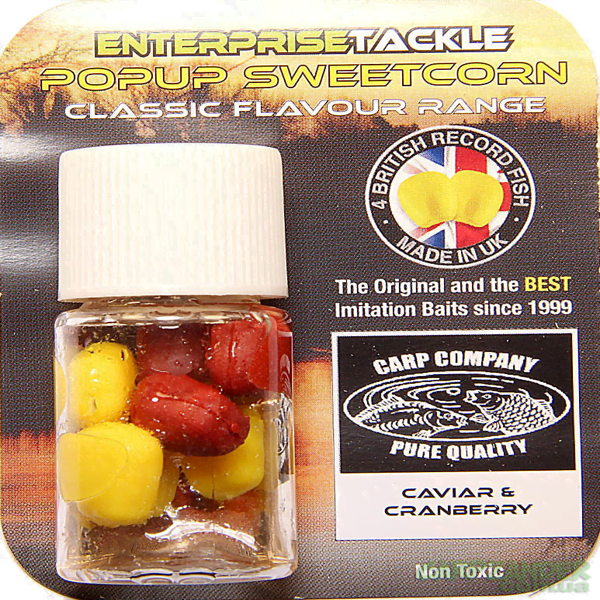 ENTERPRISETACKLE
POPUP SWEETCORN
CLASSIC FLAVOUR RANGE
4 BRITISH RECORD FISH
MADE IN UK
The Original and the BEST
Imitation Baits since 1999
CARP COMPANY
PURE QUALITY
CAVIAR &
CRANBERRY
Non Toxic